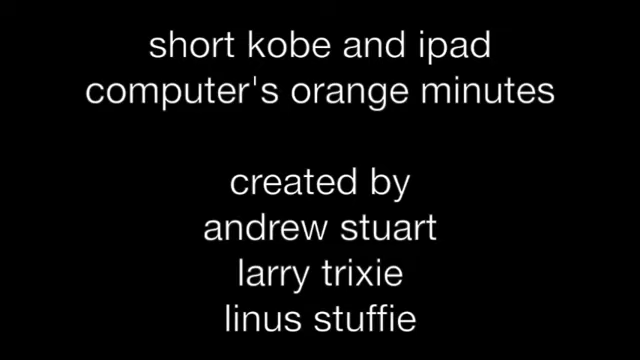 short kobe and ipad
computer's orange minutes
created by
andrew stuart
larry trixie
linus stuffie